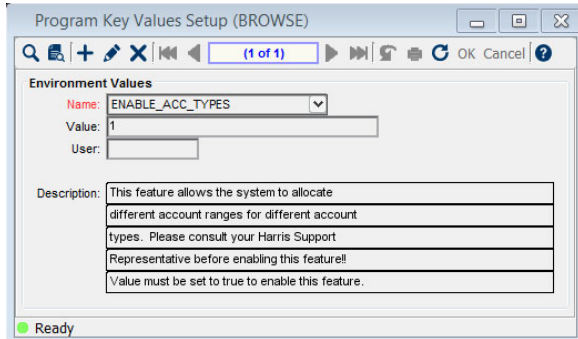 Program Key Values Setup (BROWSE)
(1 of 1) OK Cancel ?
Environment Values
Name: ENABLE_ACC_TYPES
Value: 1
User:
Description: This feature allows the system to allocate
different account ranges for different account
types. Please consult your Harris Support
Representative before enabling this feature!!
Value must be set to true to enable this feature.
Ready